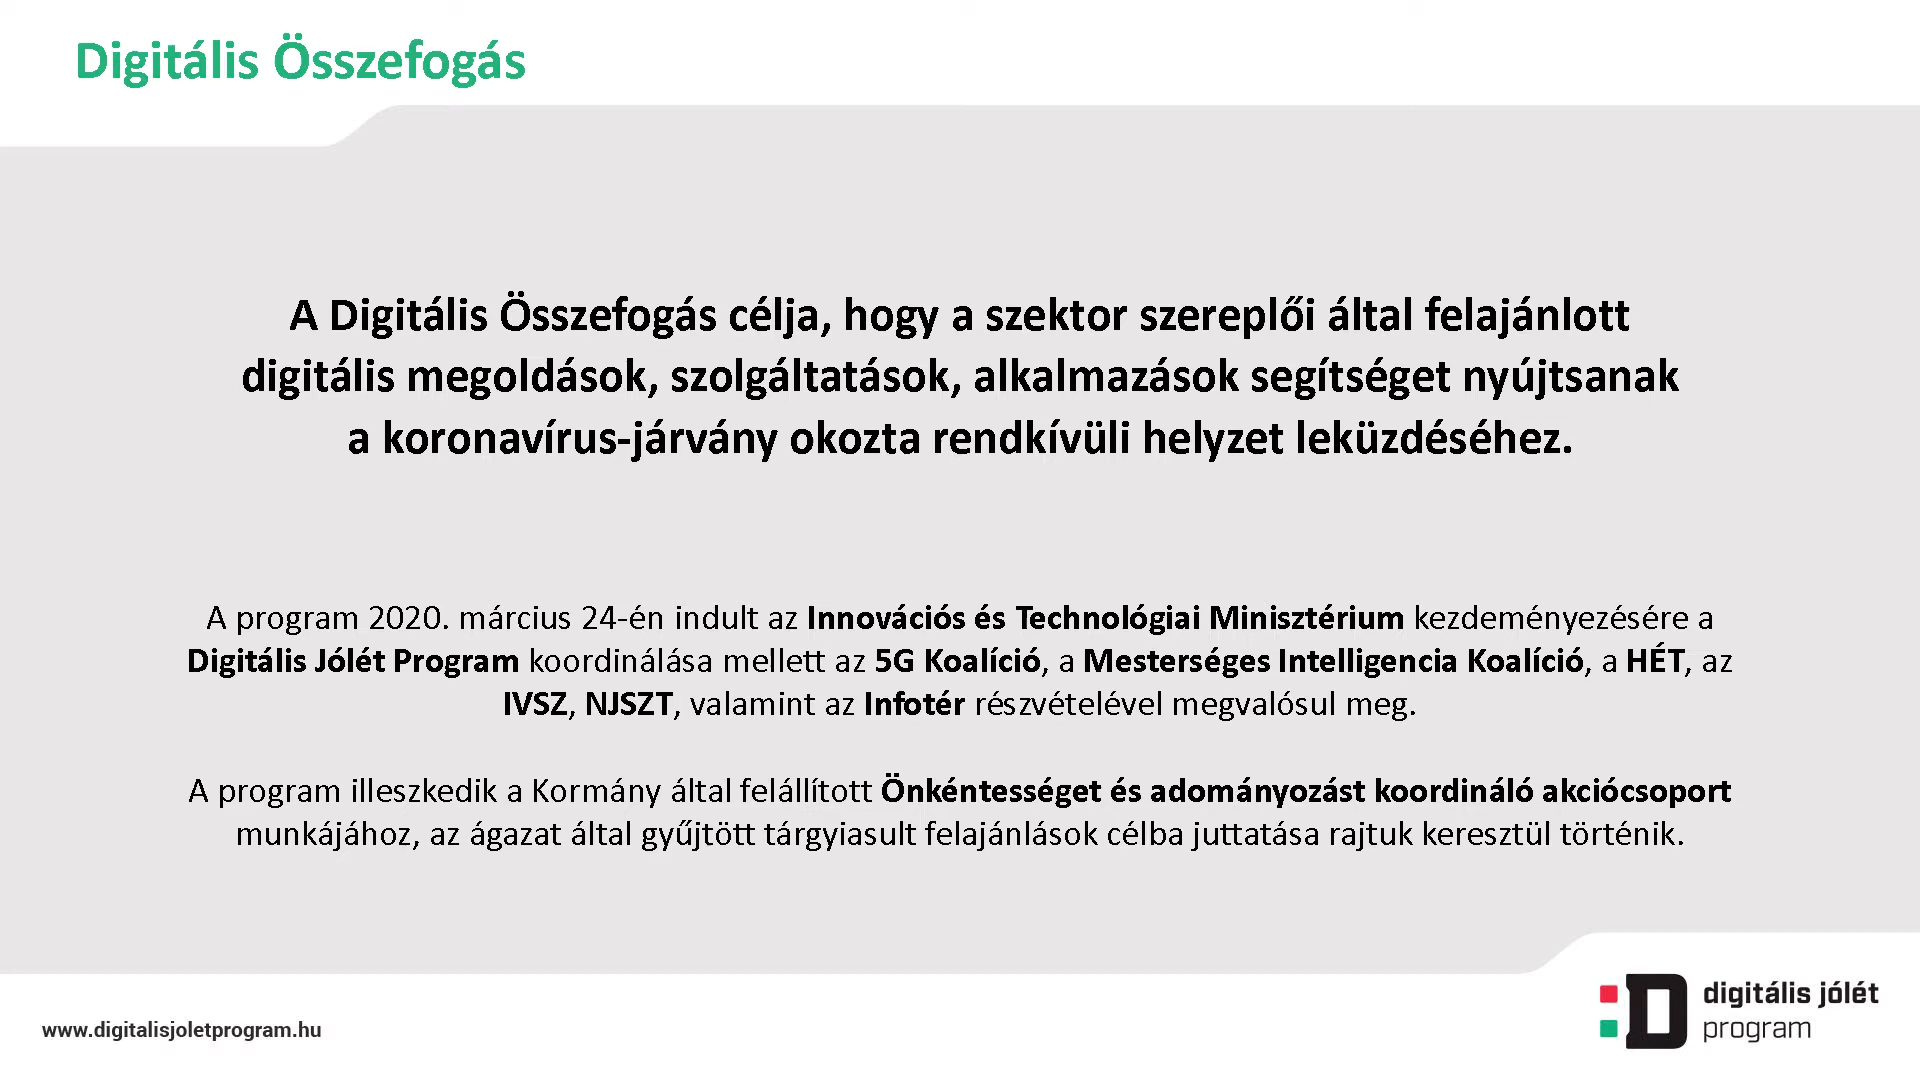 Digitális Összefogás
A Digitális Összefogás célja, hogy a szektor szereplői által felajánlott
digitális megoldások, szolgáltatások, alkalmazások segítséget nyújtsanak
a koronavírus-járvány okozta rendkívüli helyzet leküzdéséhez.
A program 2020. március 24-én indult az Innovációs és Technológiai Minisztérium kezdeményezésére a
Digitális Jólét Program koordinálása mellett az 5G Koalíció, a Mesterséges Intelligencia Koalíció, a HÉT, az
IVSZ, NJSZT, valamint az Infotér részvételével megvalósul meg.
A program illeszkedik a Kormány által felállított Önkéntességet és adományozást koordináló akciócsoport
munkájához, az ágazat által gyűjtött tárgyiasult felajánlások célba juttatása rajtuk keresztül történik.
www.digitalisjoletprogram.hu
D digitális jólét
program